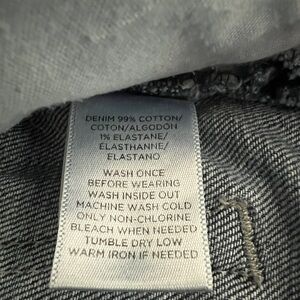 DENIM 99% COTTON/
COTON/ALGODÓN
1% ELASTANE/
ELASTHANNE/
ELASTANO
WASH ONCE
BEFORE WEARING
WASH INSIDE OUT
MACHINE WASH COLD
ONLY NON-CHLORINE
BLEACH WHEN NEEDED
TUMBLE DRY LOW
WARM IRON IF NEEDED